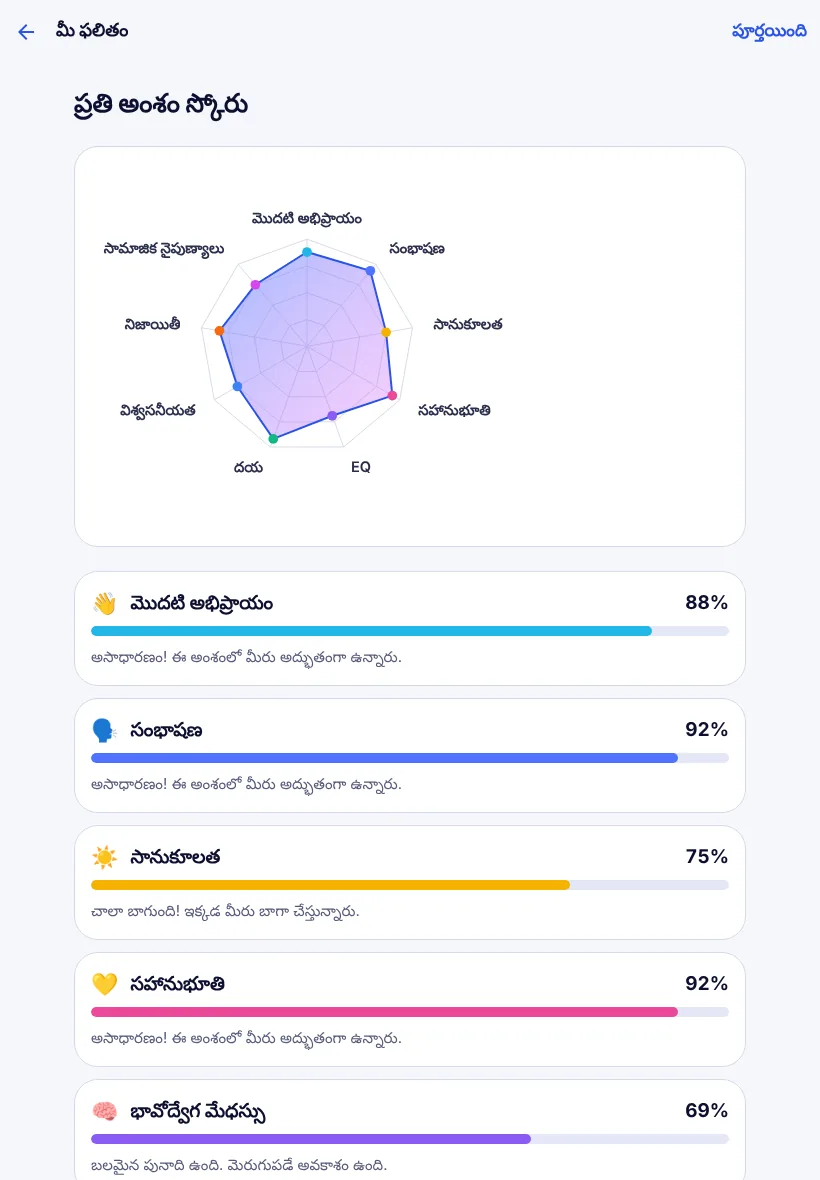 మీ ఫలితం
పూర్తయింది
ప్రతి అంశం స్కోరు
మొదటి అభిప్రాయం
సామాజిక నైపుణ్యాలు
సంభాషణ
నిజాయితీ
సానుకూలత
విశ్వసనీయత
సహానుభూతి
దయ
EQ
మొదటి అభిప్రాయం
88%
అసాధారణం! ఈ అంశంలో మీరు అద్భుతంగా ఉన్నారు.
సంభాషణ
92%
అసాధారణం! ఈ అంశంలో మీరు అద్భుతంగా ఉన్నారు.
సానుకూలత
75%
చాలా బాగుంది! ఇక్కడ మీరు బాగా చేస్తున్నారు.
సహానుభూతి
92%
అసాధారణం! ఈ అంశంలో మీరు అద్భుతంగా ఉన్నారు.
భావోద్వేగ మేధస్సు
69%
బలమైన పునాది ఉంది. మెరుగుపడే అవకాశం ఉంది.